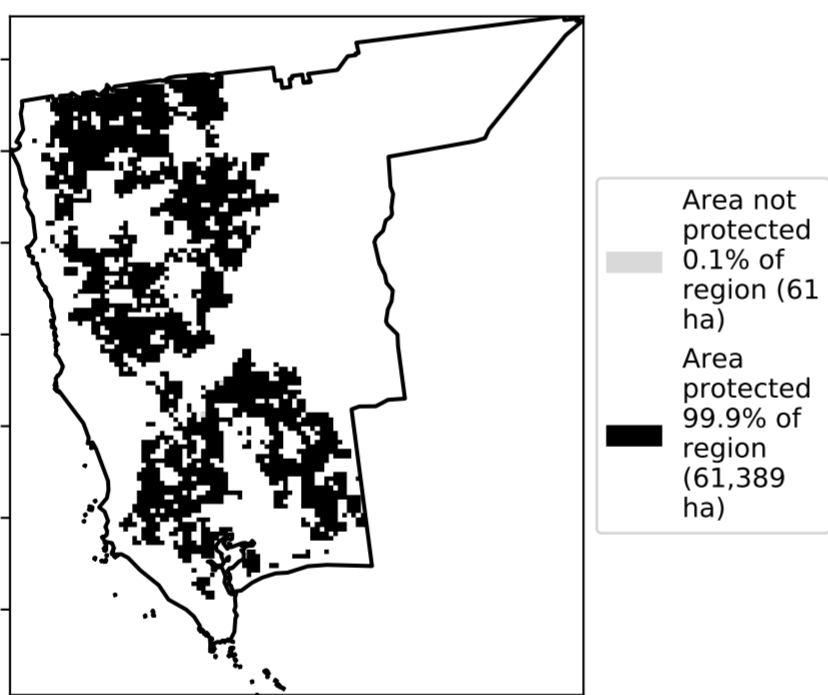 Area not
protected
0.1% of
region (61
ha)
Area
protected
99.9% of
region
(61,389
ha)